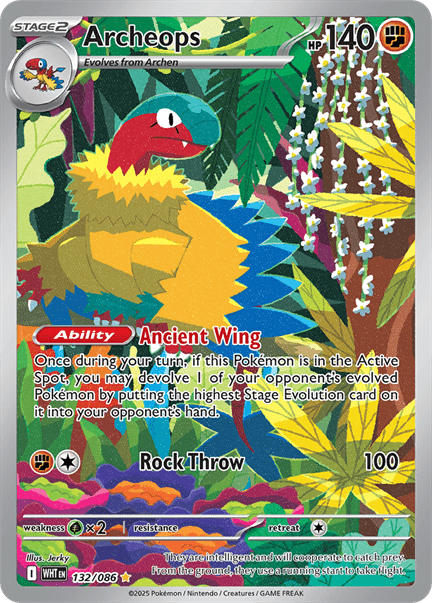 STAGE2 Archeops HP 140
Evolves from Archen
Ability Ancient Wing
Once during your turn, if this Pokémon is in the Active
Spot, you may devolve 1 of your opponent's evolved
Pokémon by putting the highest Stage Evolution card on
it into your opponent's hand.
Rock Throw 100
weakness ×2 resistance retreat
Illus. Jerky
They are intelligent and will cooperate to catch prey.
I WHT EN 132/086
From the ground, they use a running start to take flight.
©2025 Pokémon / Nintendo / Creatures / GAME FREAK